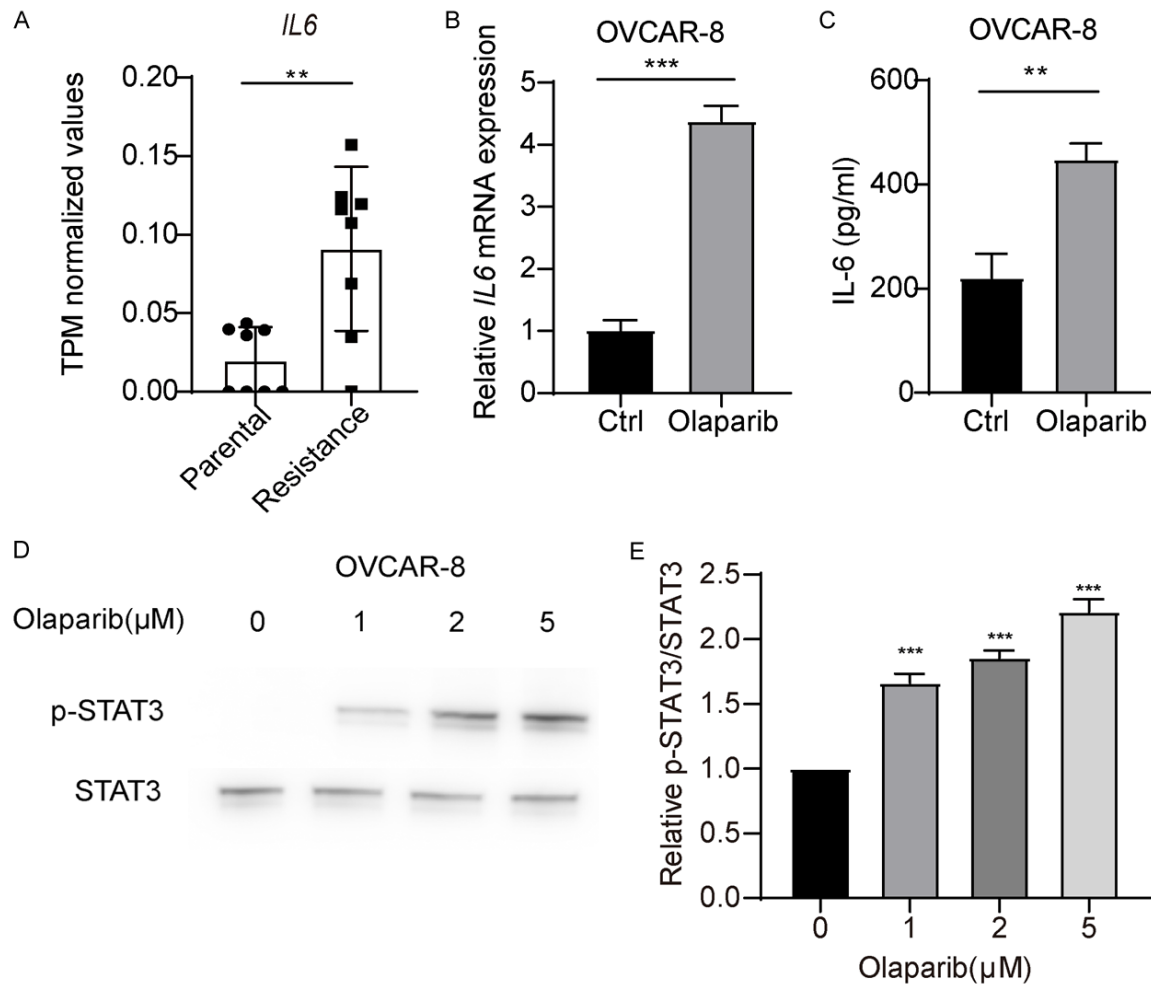 A
IL6
**
TPM normalized values
0.20
0.15
0.10
0.05
0.00
Parental
Resistance
B
OVCAR-8
***
Relative IL6 mRNA expression
5
4
3
2
1
0
Ctrl
Olaparib
C
OVCAR-8
**
IL-6 (pg/ml)
600
400
200
0
Ctrl
Olaparib
D
OVCAR-8
Olaparib(μM) 0 1 2 5
p-STAT3
STAT3
E
Relative p-STAT3/STAT3
2.5
2.0
1.5
1.0
0.5
0.0
***
***
***
0 1 2 5
Olaparib(μM)